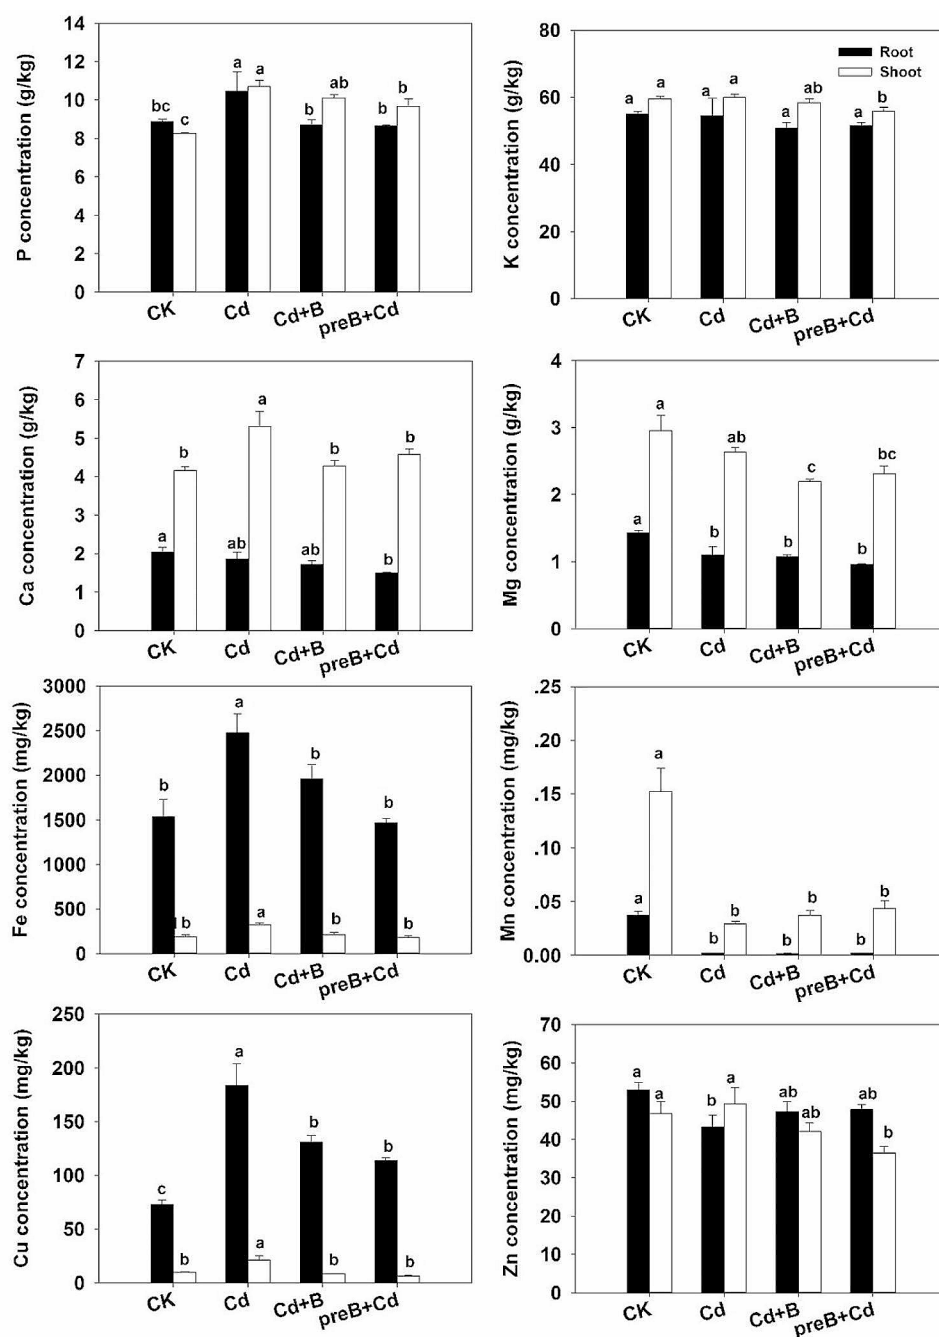 P concentration (g/kg)
14
12
10
8
6
4
2
0
bc
c
a
a
b
ab
b
b
CK
Cd
Cd+B
preB+Cd
K concentration (g/kg)
80
60
40
20
0
Root
Shoot
a
a
a
a
a
ab
a
b
CK
Cd
Cd+B
preB+Cd
Ca concentration (g/kg)
7
6
5
4
3
2
1
0
a
b
ab
a
ab
b
b
b
CK
Cd
Cd+B
preB+Cd
Mg concentration (g/kg)
4
3
2
1
0
a
a
b
ab
b
c
b
bc
CK
Cd
Cd+B
preB+Cd
Fe concentration (mg/kg)
3000
2500
2000
1500
1000
500
0
b
b
a
a
b
b
b
b
CK
Cd
Cd+B
preB+Cd
Mn concentration (mg/kg)
.25
.20
.15
.10
.05
0.00
a
a
b
b
b
b
b
b
CK
Cd
Cd+B
preB+Cd
Cu concentration (mg/kg)
250
200
150
100
50
0
c
b
a
a
b
b
b
b
CK
Cd
Cd+B
preB+Cd
Zn concentration (mg/kg)
70
60
50
40
30
20
10
0
a
a
b
a
ab
ab
ab
b
CK
Cd
Cd+B
preB+Cd